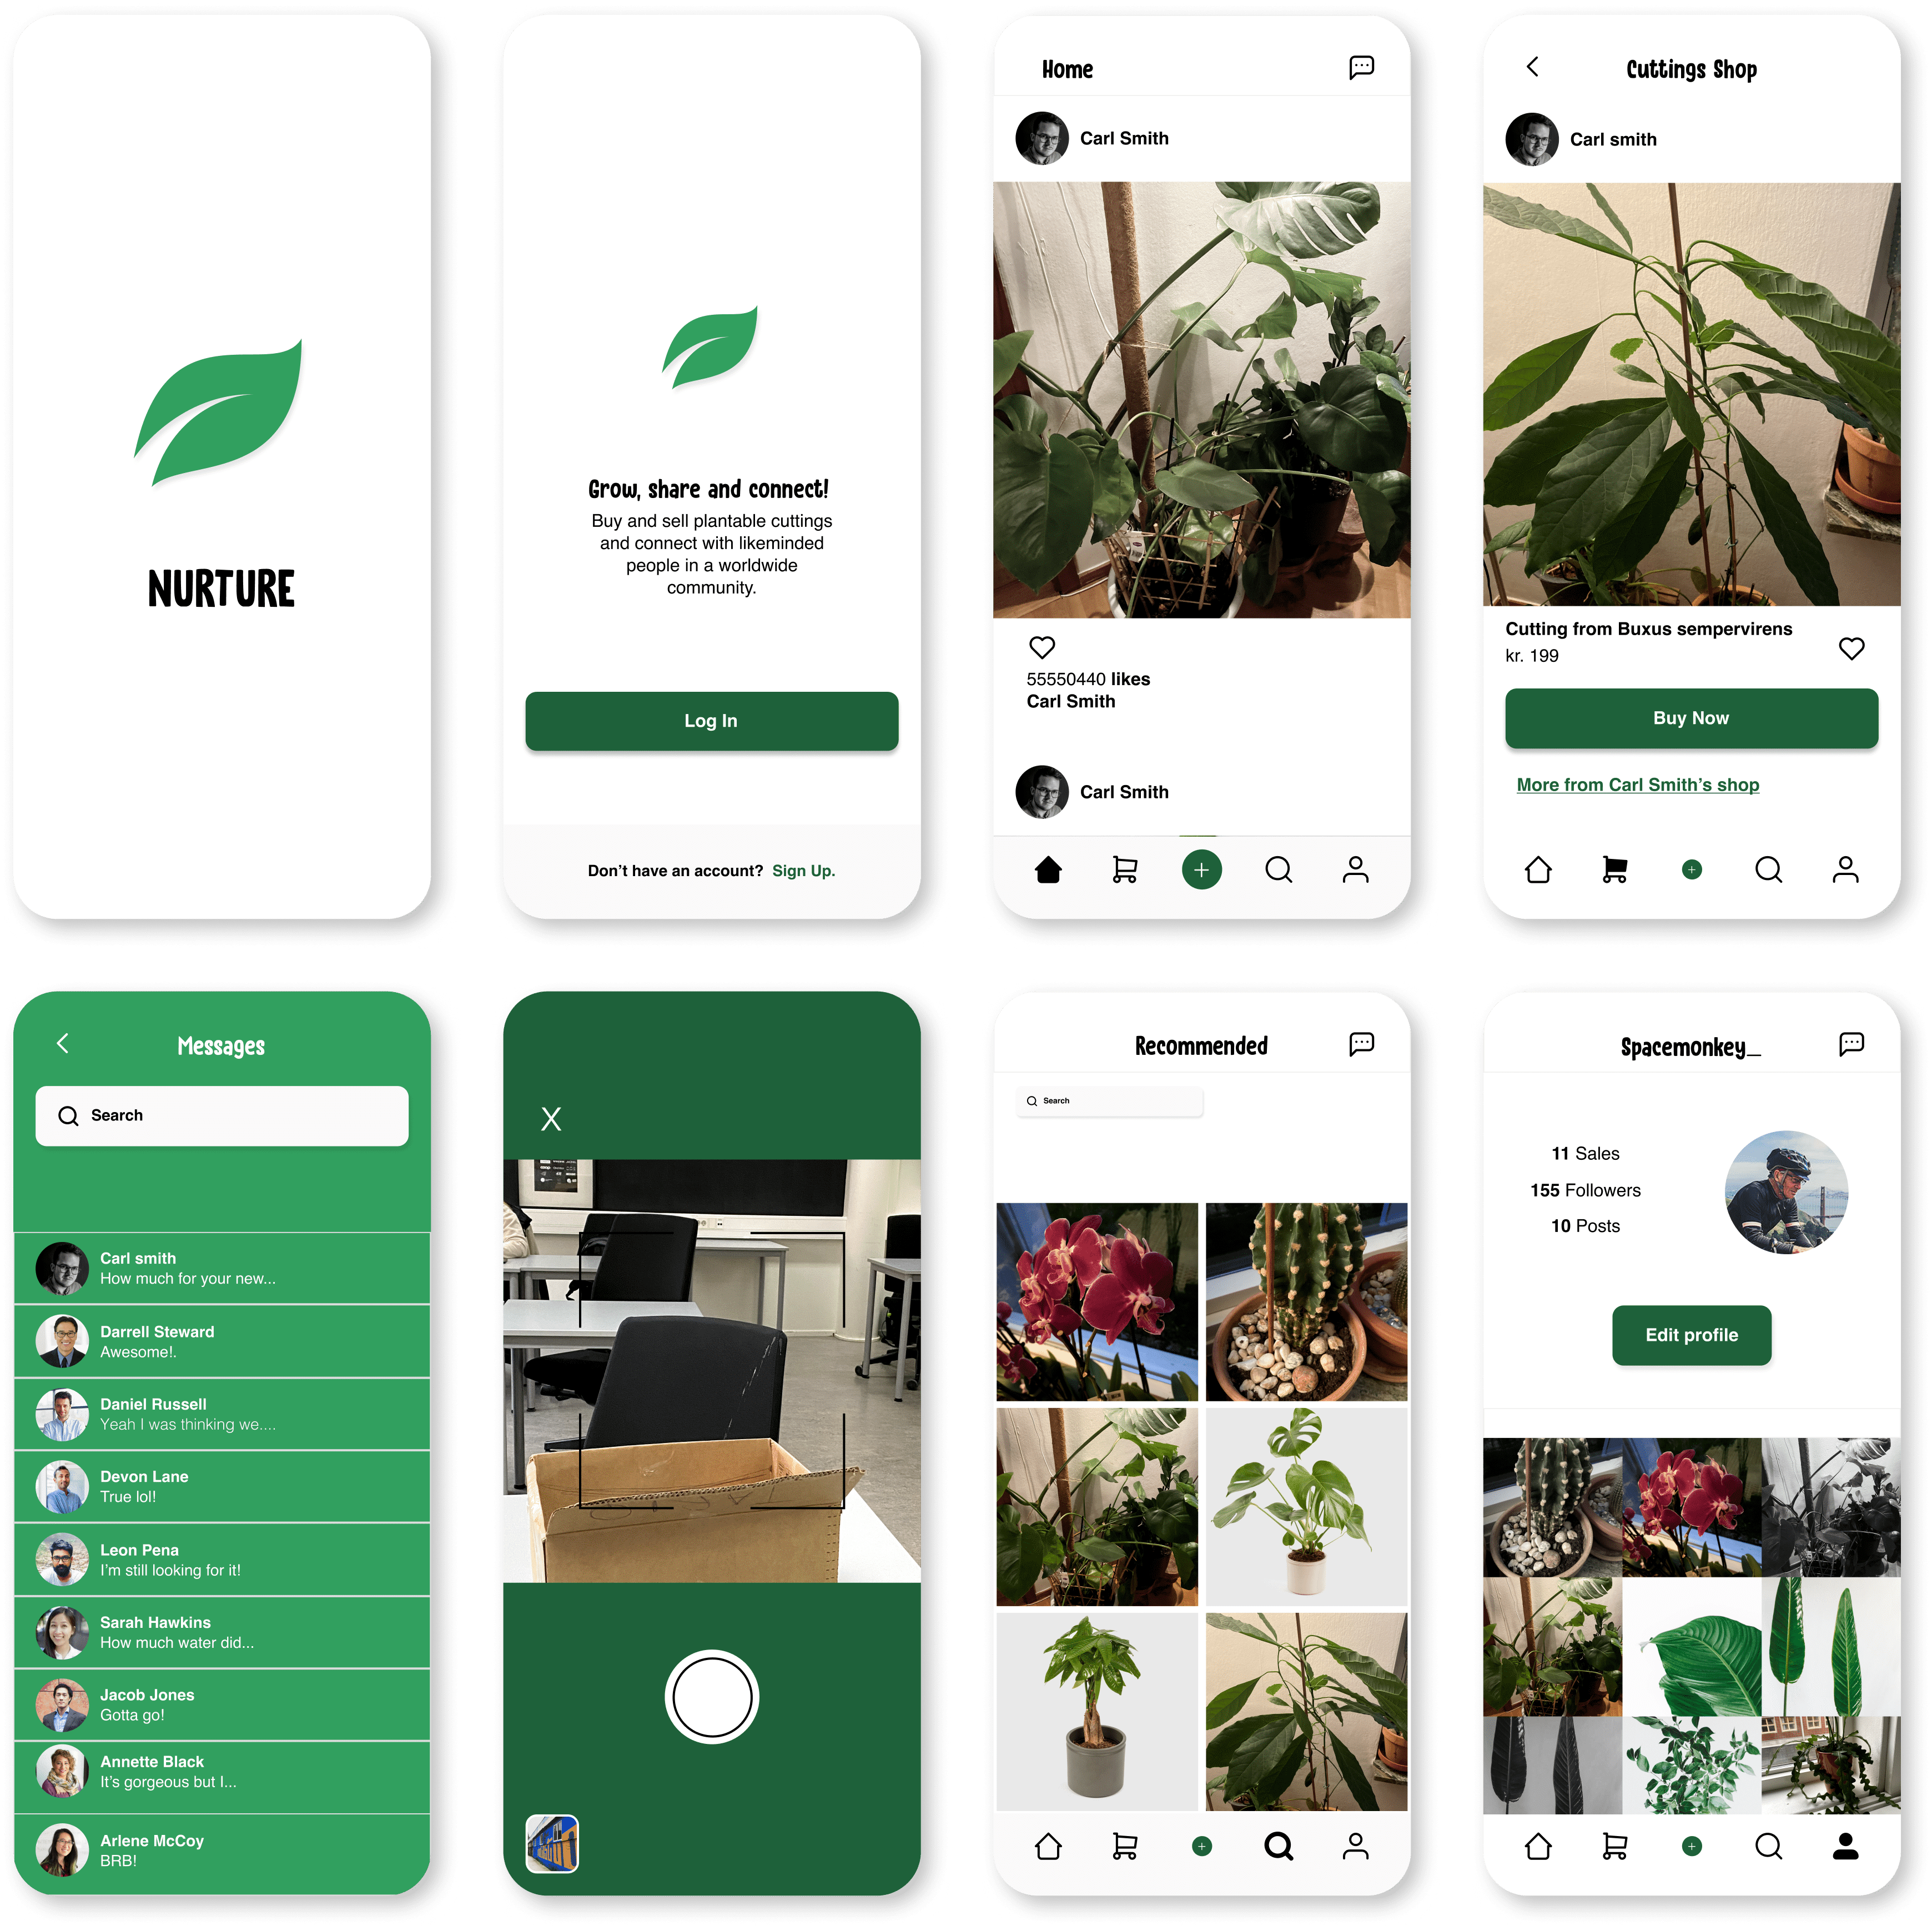 NURTURE
Grow, share and connect!
Buy and sell plantable cuttings
and connect with likeminded
people in a worldwide
community.
Log In
Don't have an account? Sign Up.
Home
Carl Smith
55550440 likes
Carl Smith
Carl Smith
Cuttings Shop
Carl smith
Cutting from Buxus sempervirens
kr. 199
Buy Now
More from Carl Smith's shop
Messages
Search
Carl smith
How much for your new...
Darrell Steward
Awesome!.
Daniel Russell
Yeah I was thinking we....
Devon Lane
True lol!
Leon Pena
I'm still looking for it!
Sarah Hawkins
How much water did...
Jacob Jones
Gotta go!
Annette Black
It's gorgeous but I...
Arlene McCoy
BRB!
X
Recommended
Search
Spacemonkey_
11 Sales
155 Followers
10 Posts
Edit profile